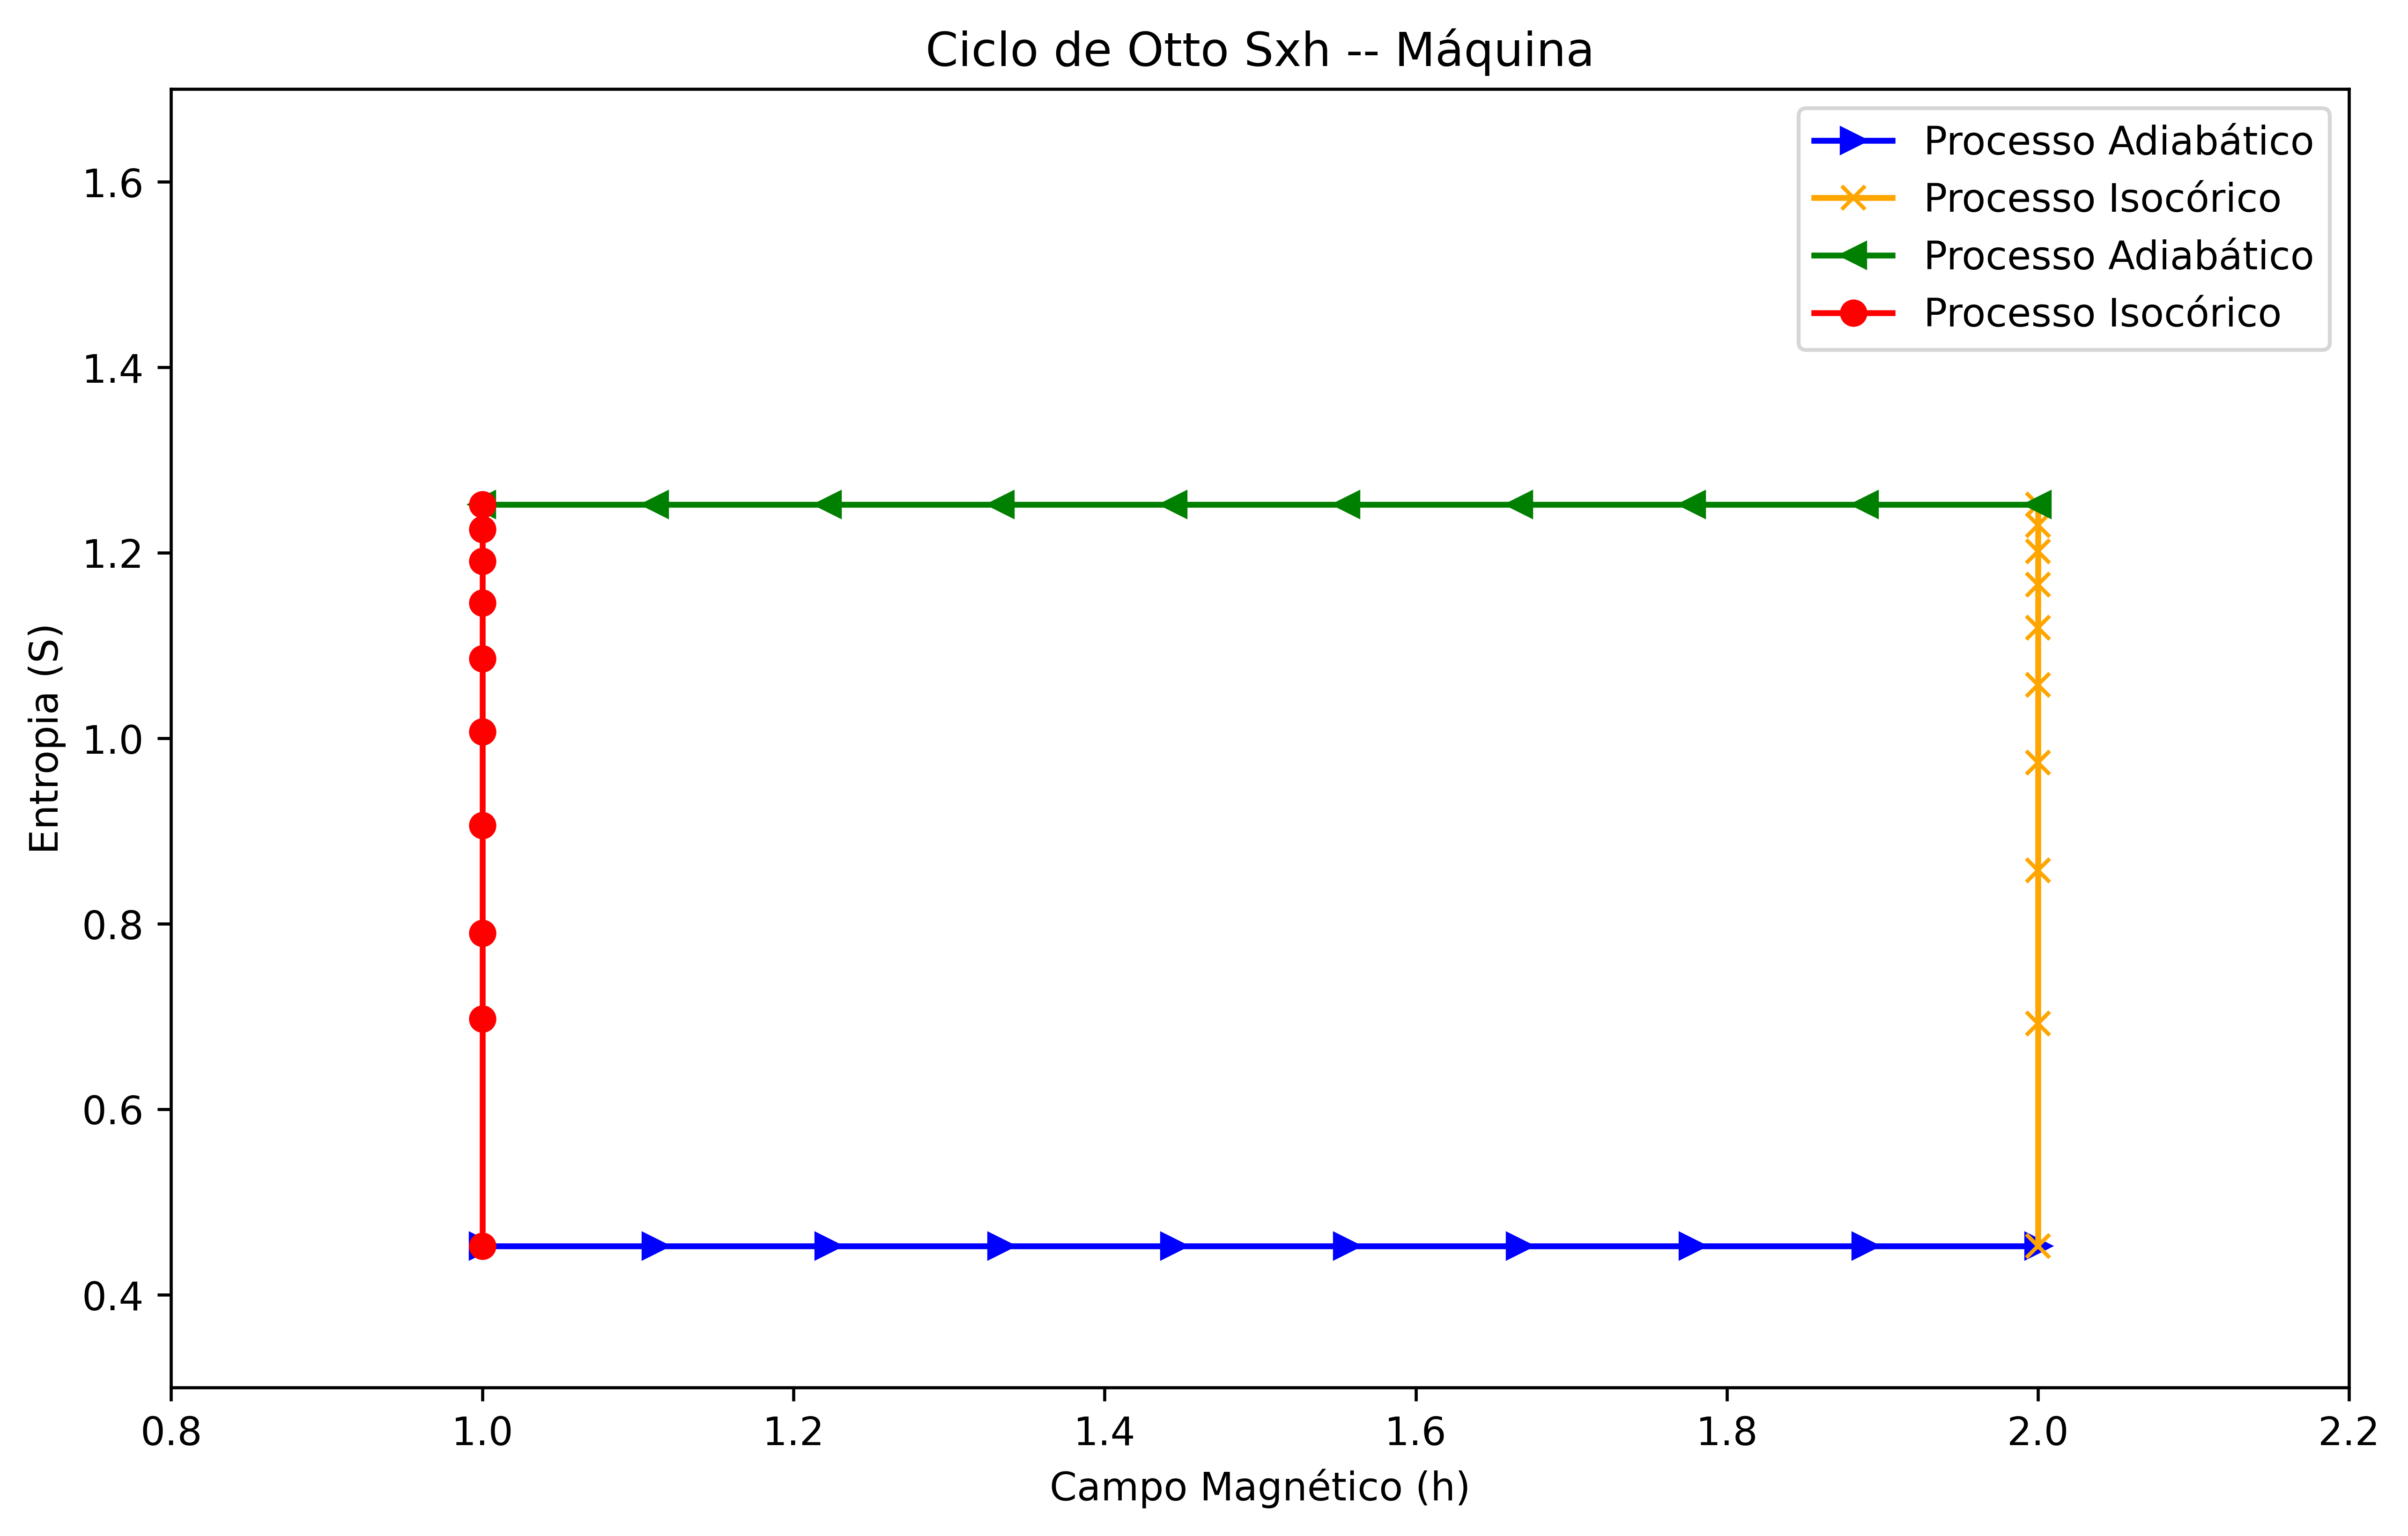 Ciclo de Otto Sxh -- Máquina
Processo Adiabático
Processo Isocórico
Processo Adiabático
Processo Isocórico
Entropia (S)
1.6
1.4
1.2
1.0
0.8
0.6
0.4
0.8 1.0 1.2 1.4 1.6 1.8 2.0 2.2
Campo Magnético (h)